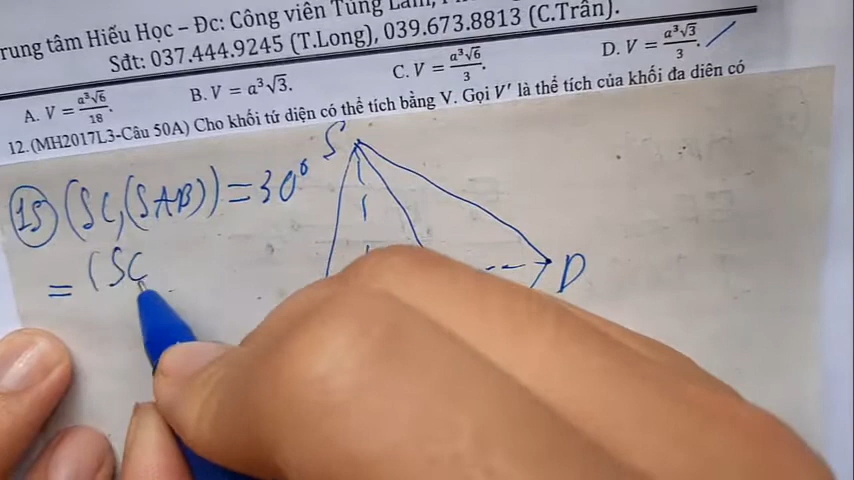 rung tâm Hiếu Học – Đc: Công viên Tùng Lâm,
Sđt: 037.444.9245 (T.Long), 039.673.8813 (C.Trân).
A. V = a³√6/18. B. V = a³√3. C. V = a³√6/3. D. V = a³√3/3.
12.(MH2017L3-Câu 50A) Cho khối tứ diện có thể tích bằng V. Gọi V' là thể tích của khối đa diện có
S
15 (SC,(SAB)) = 30°
= (SC
D